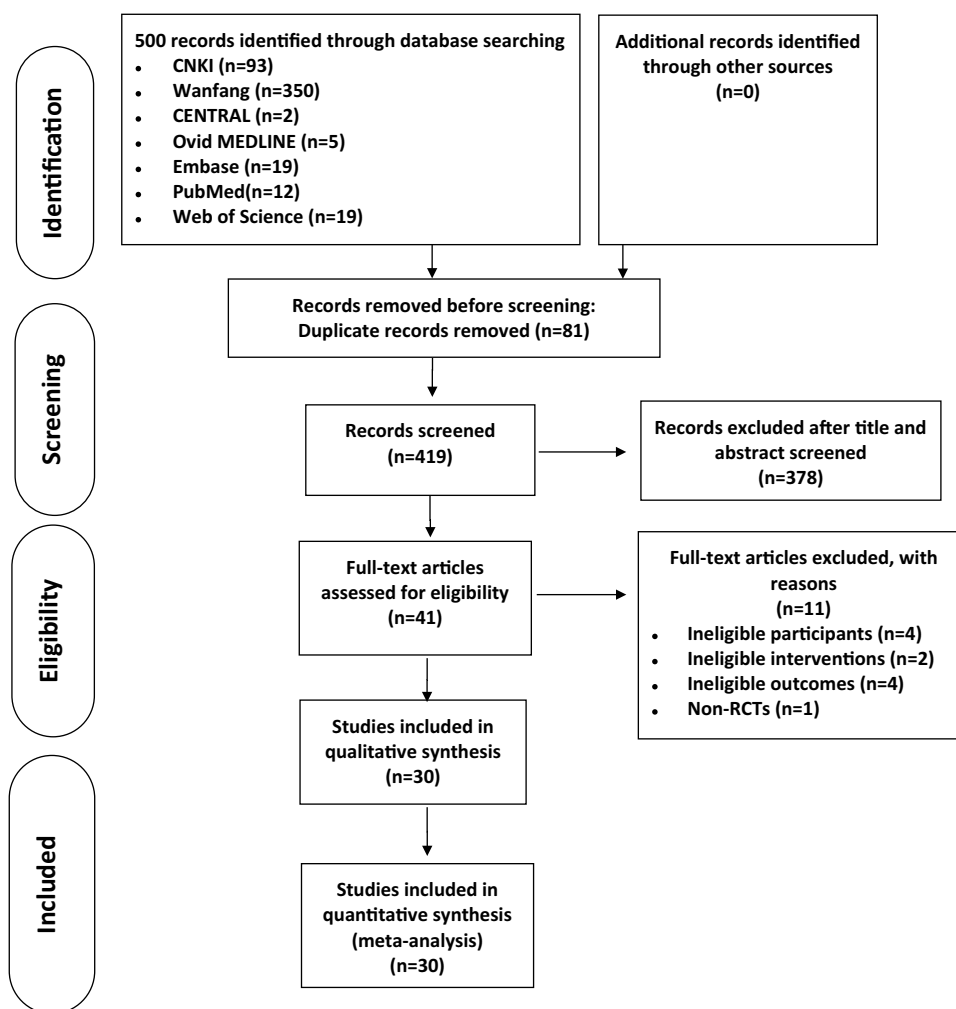 Identification
500 records identified through database searching
• CNKI (n=93)
• Wanfang (n=350)
• CENTRAL (n=2)
• Ovid MEDLINE (n=5)
• Embase (n=19)
• PubMed(n=12)
• Web of Science (n=19)
Additional records identified
through other sources
(n=0)
Records removed before screening:
Duplicate records removed (n=81)
Screening
Records screened
(n=419)
Records excluded after title and
abstract screened
(n=378)
Eligibility
Full-text articles
assessed for eligibility
(n=41)
Full-text articles excluded, with
reasons
(n=11)
• Ineligible participants (n=4)
• Ineligible interventions (n=2)
• Ineligible outcomes (n=4)
• Non-RCTs (n=1)
Studies included in
qualitative synthesis
(n=30)
Included
Studies included in
quantitative synthesis
(meta-analysis)
(n=30)